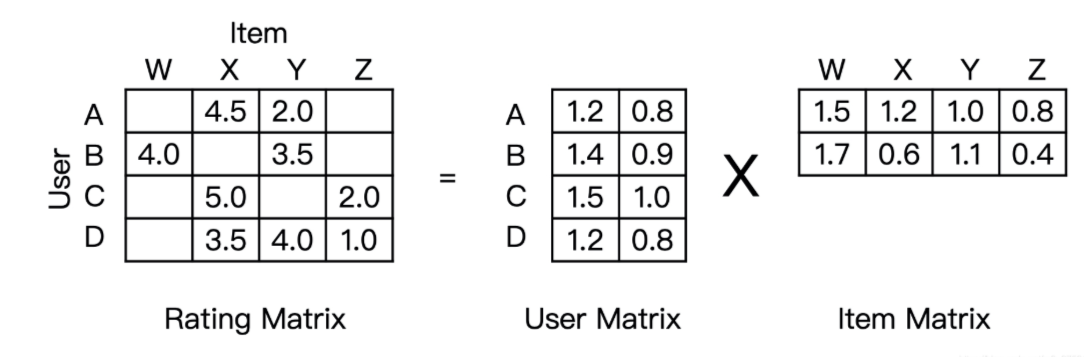 Item
W X Y Z W X Y Z
A 4.5 2.0 A 1.2 0.8 1.5 1.2 1.0 0.8
B 4.0 3.5 B 1.4 0.9 1.7 0.6 1.1 0.4
User = X
C 5.0 2.0 C 1.5 1.0
D 3.5 4.0 1.0 D 1.2 0.8
Rating Matrix User Matrix Item Matrix